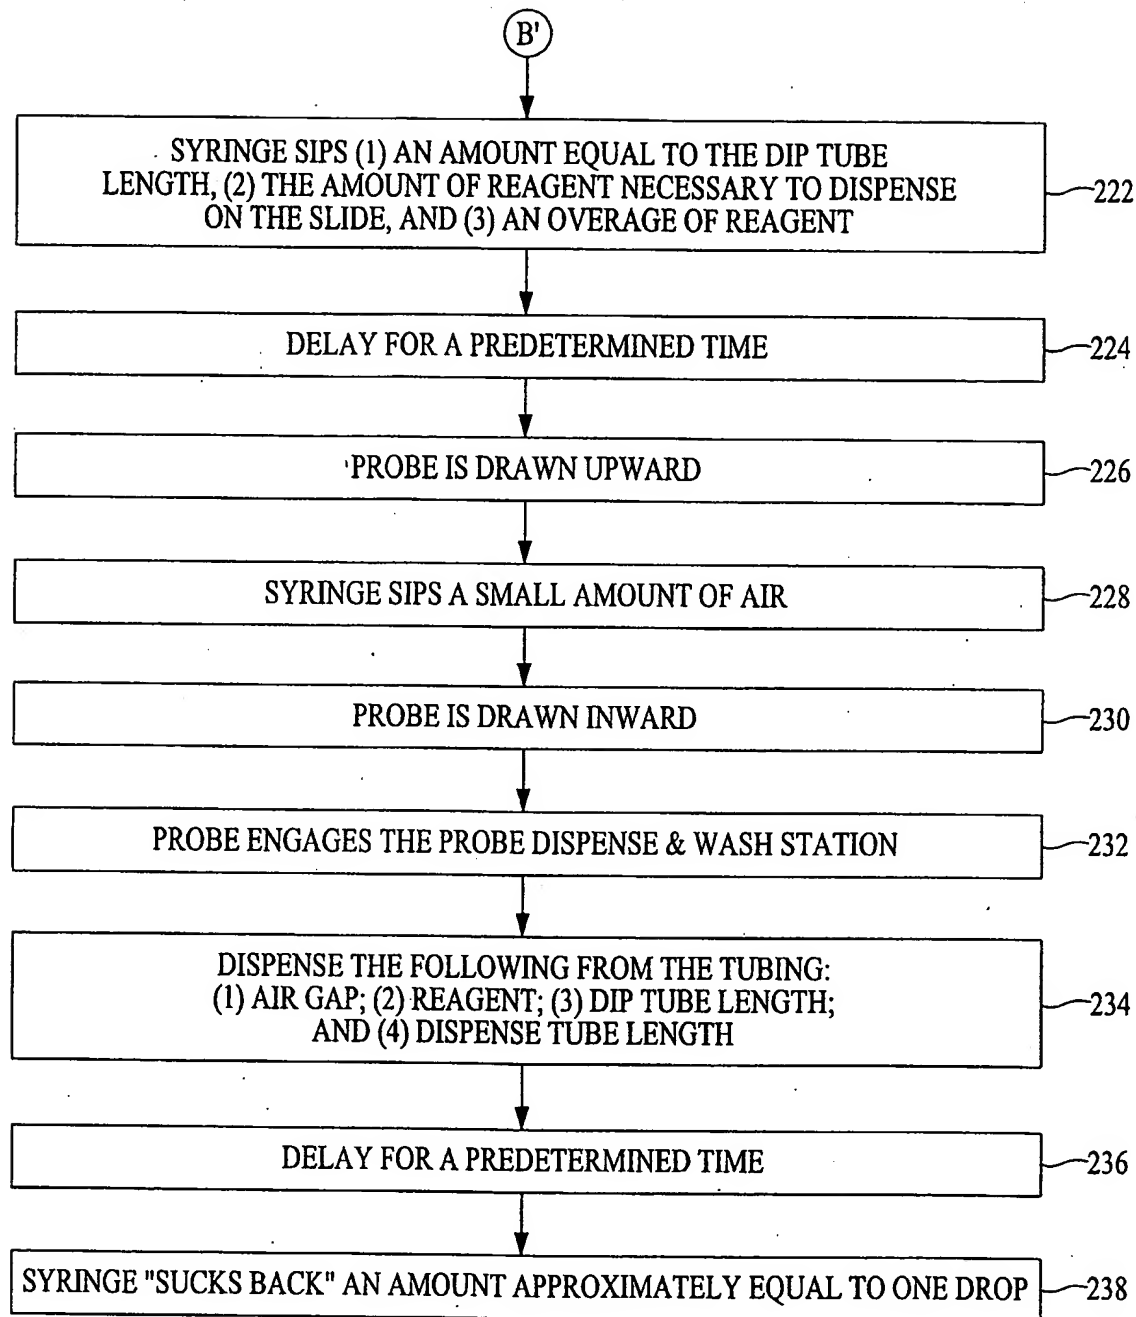 B'
SYRINGE SIPS (1) AN AMOUNT EQUAL TO THE DIP TUBE
LENGTH, (2) THE AMOUNT OF REAGENT NECESSARY TO DISPENSE
ON THE SLIDE, AND (3) AN OVERAGE OF REAGENT
222
DELAY FOR A PREDETERMINED TIME
224
PROBE IS DRAWN UPWARD
226
SYRINGE SIPS A SMALL AMOUNT OF AIR
228
PROBE IS DRAWN INWARD
230
PROBE ENGAGES THE PROBE DISPENSE & WASH STATION
232
DISPENSE THE FOLLOWING FROM THE TUBING:
(1) AIR GAP; (2) REAGENT; (3) DIP TUBE LENGTH;
AND (4) DISPENSE TUBE LENGTH
234
DELAY FOR A PREDETERMINED TIME
236
SYRINGE "SUCKS BACK" AN AMOUNT APPROXIMATELY EQUAL TO ONE DROP
238